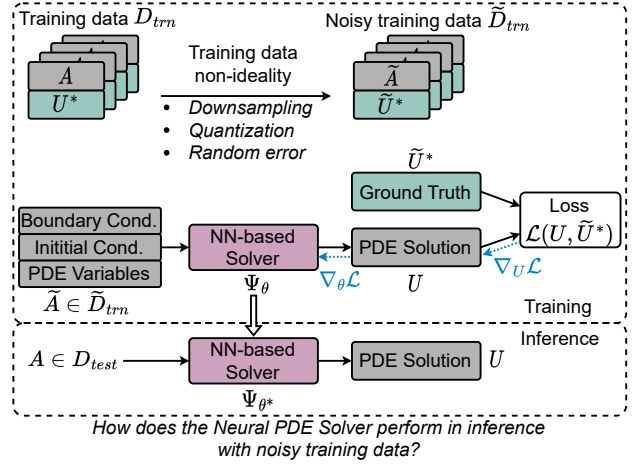 Training data D_trn
Noisy training data D̃_trn
A
U*
Training data
non-ideality
• Downsampling
• Quantization
• Random error
Ã
Ũ*
Ũ*
Ground Truth
Loss
ℒ(U, Ũ*)
Boundary Cond.
Inititial Cond.
PDE Variables
Ã ∈ D̃_trn
NN-based
Solver
Ψ_θ
PDE Solution
U
∇_θℒ
∇_Uℒ
Training
Inference
A ∈ D_test
NN-based
Solver
Ψ_θ*
PDE Solution
U
How does the Neural PDE Solver perform in inference
with noisy training data?